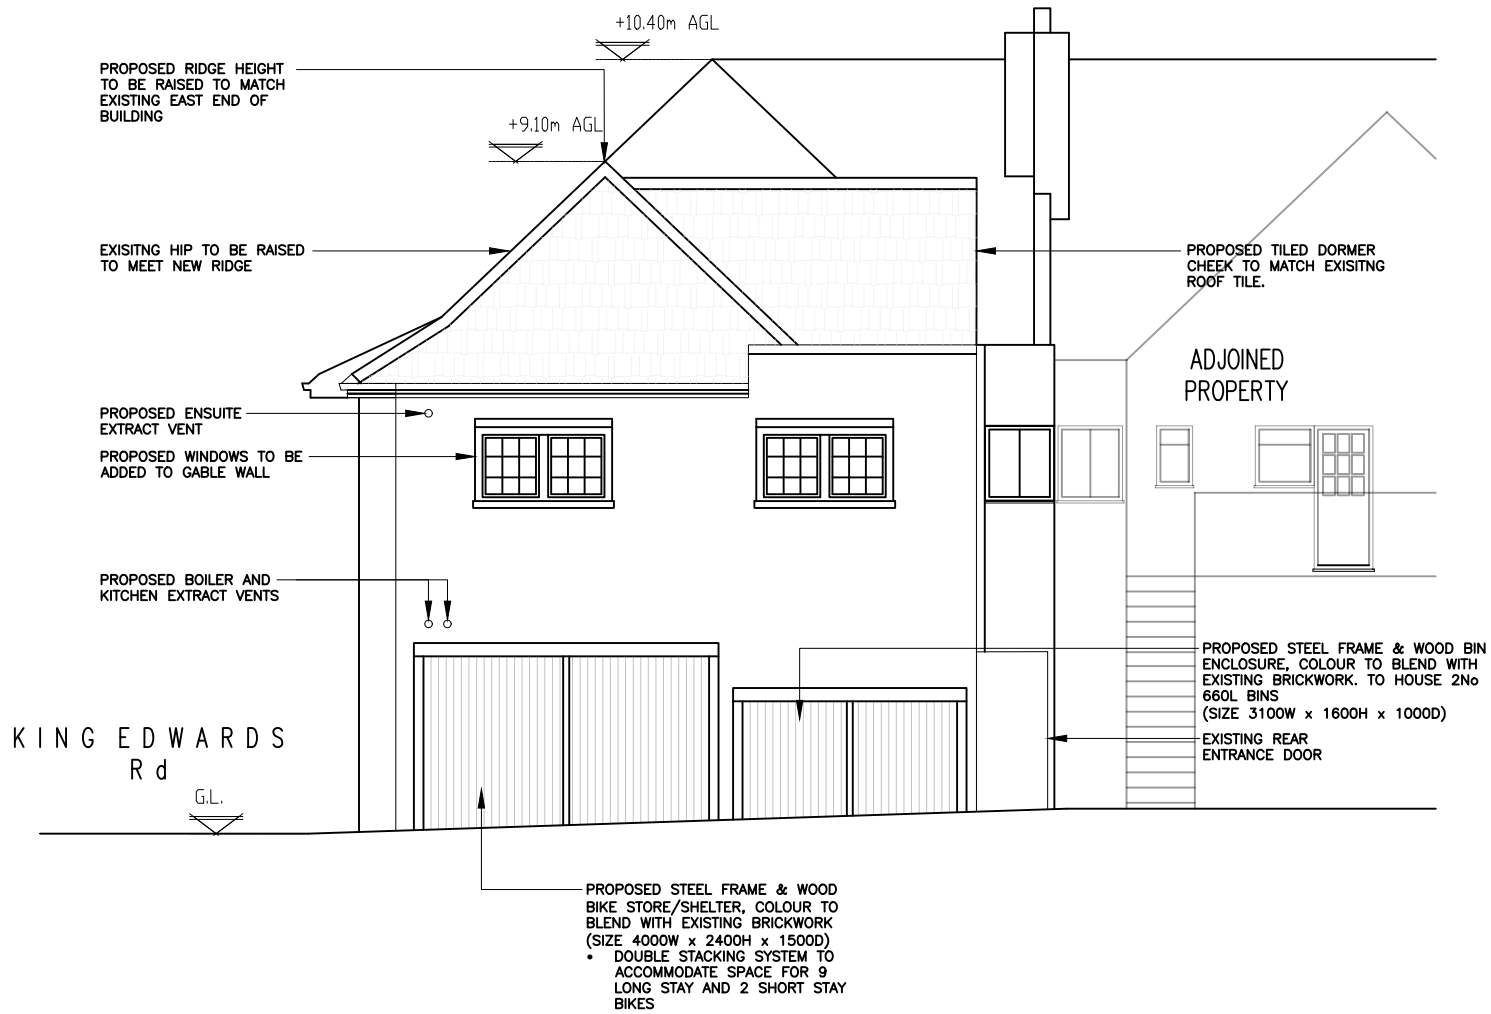 +10.40m AGL
PROPOSED RIDGE HEIGHT
TO BE RAISED TO MATCH
EXISTING EAST END OF
BUILDING
+9.10m AGL
EXISITNG HIP TO BE RAISED
TO MEET NEW RIDGE
PROPOSED TILED DORMER
CHEEK TO MATCH EXISITNG
ROOF TILE.
ADJOINED
PROPERTY
PROPOSED ENSUITE
EXTRACT VENT
PROPOSED WINDOWS TO BE
ADDED TO GABLE WALL
PROPOSED BOILER AND
KITCHEN EXTRACT VENTS
PROPOSED STEEL FRAME & WOOD BIN
ENCLOSURE, COLOUR TO BLEND WITH
EXISTING BRICKWORK. TO HOUSE 2No
660L BINS
(SIZE 3100W x 1600H x 1000D)
EXISTING REAR
ENTRANCE DOOR
KING EDWARDS
Rd
G.L.
PROPOSED STEEL FRAME & WOOD
BIKE STORE/SHELTER, COLOUR TO
BLEND WITH EXISTING BRICKWORK
(SIZE 4000W x 2400H x 1500D)
• DOUBLE STACKING SYSTEM TO
ACCOMMODATE SPACE FOR 9
LONG STAY AND 2 SHORT STAY
BIKES